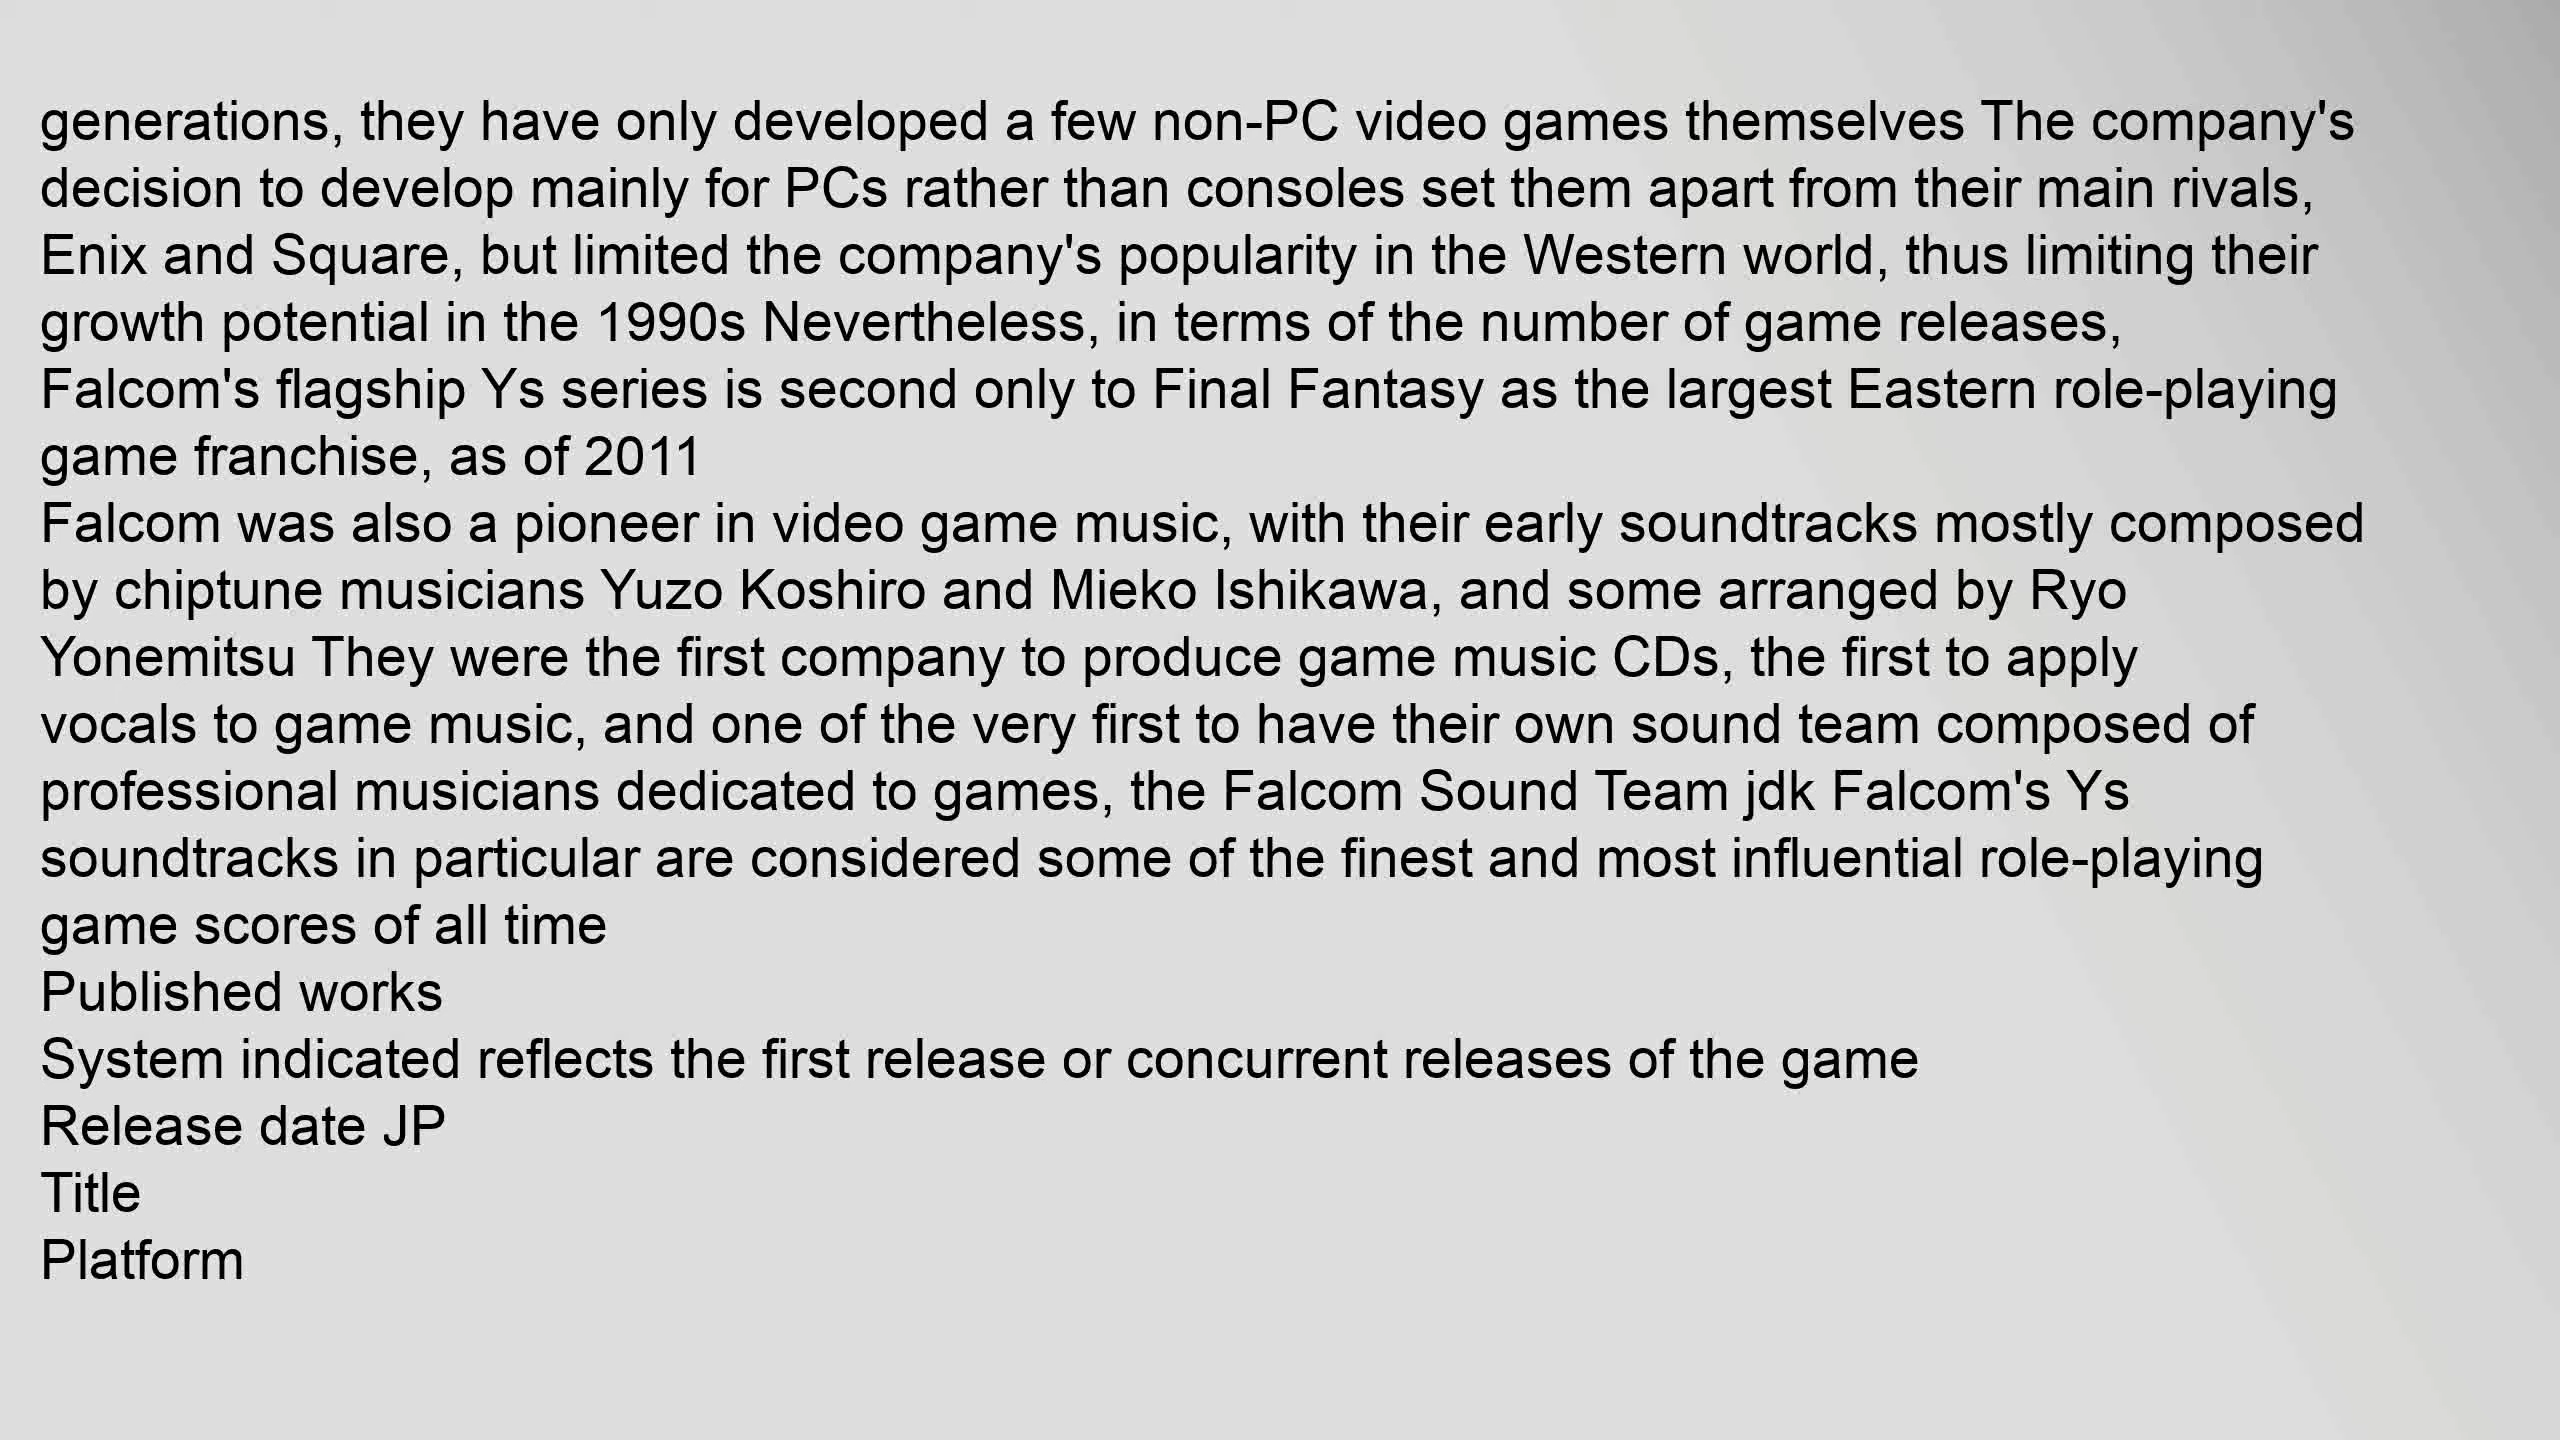 generations, they have only developed a few non-PC video games themselves The company's
decision to develop mainly for PCs rather than consoles set them apart from their main rivals,
Enix and Square, but limited the company's popularity in the Western world, thus limiting their
growth potential in the 1990s Nevertheless, in terms of the number of game releases,
Falcom's flagship Ys series is second only to Final Fantasy as the largest Eastern role-playing
game franchise, as of 2011
Falcom was also a pioneer in video game music, with their early soundtracks mostly composed
by chiptune musicians Yuzo Koshiro and Mieko Ishikawa, and some arranged by Ryo
Yonemitsu They were the first company to produce game music CDs, the first to apply
vocals to game music, and one of the very first to have their own sound team composed of
professional musicians dedicated to games, the Falcom Sound Team jdk Falcom's Ys
soundtracks in particular are considered some of the finest and most influential role-playing
game scores of all time
Published works
System indicated reflects the first release or concurrent releases of the game
Release date JP
Title
Platform